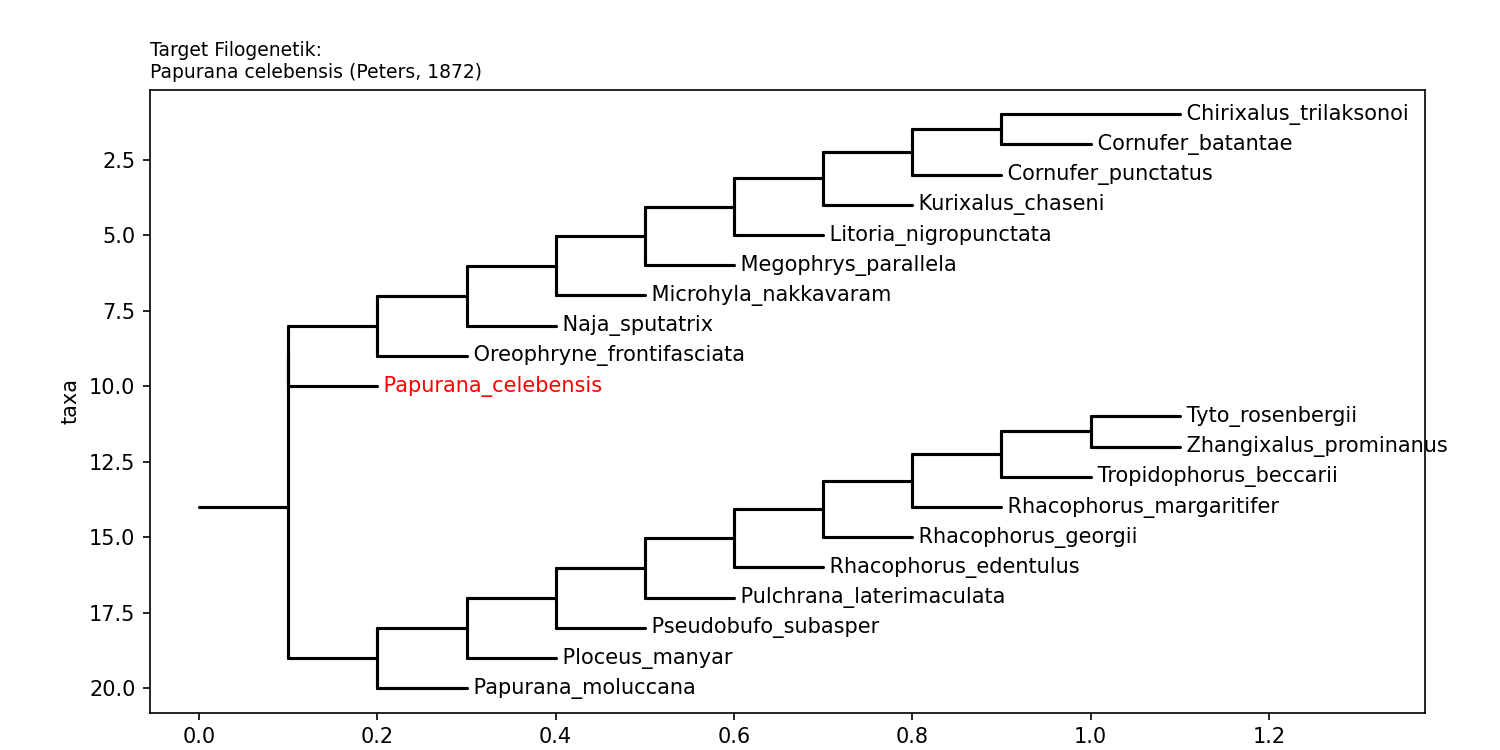 Target Filogenetik:
Papurana celebensis (Peters, 1872)
Chirixalus_trilaksonoi
Cornufer_batantae
2.5
Cornufer_punctatus
Kurixalus_chaseni
5.0
Litoria_nigropunctata
Megophrys_parallela
Microhyla_nakkavaram
7.5
Naja_sputatrix
Oreophryne_frontifasciata
taxa
10.0
Papurana_celebensis
Tyto_rosenbergii
Zhangixalus_prominanus
12.5
Tropidophorus_beccarii
Rhacophorus_margaritifer
15.0
Rhacophorus_georgii
Rhacophorus_edentulus
Pulchrana_laterimaculata
17.5
Pseudobufo_subasper
Ploceus_manyar
20.0
Papurana_moluccana
0.0 0.2 0.4 0.6 0.8 1.0 1.2